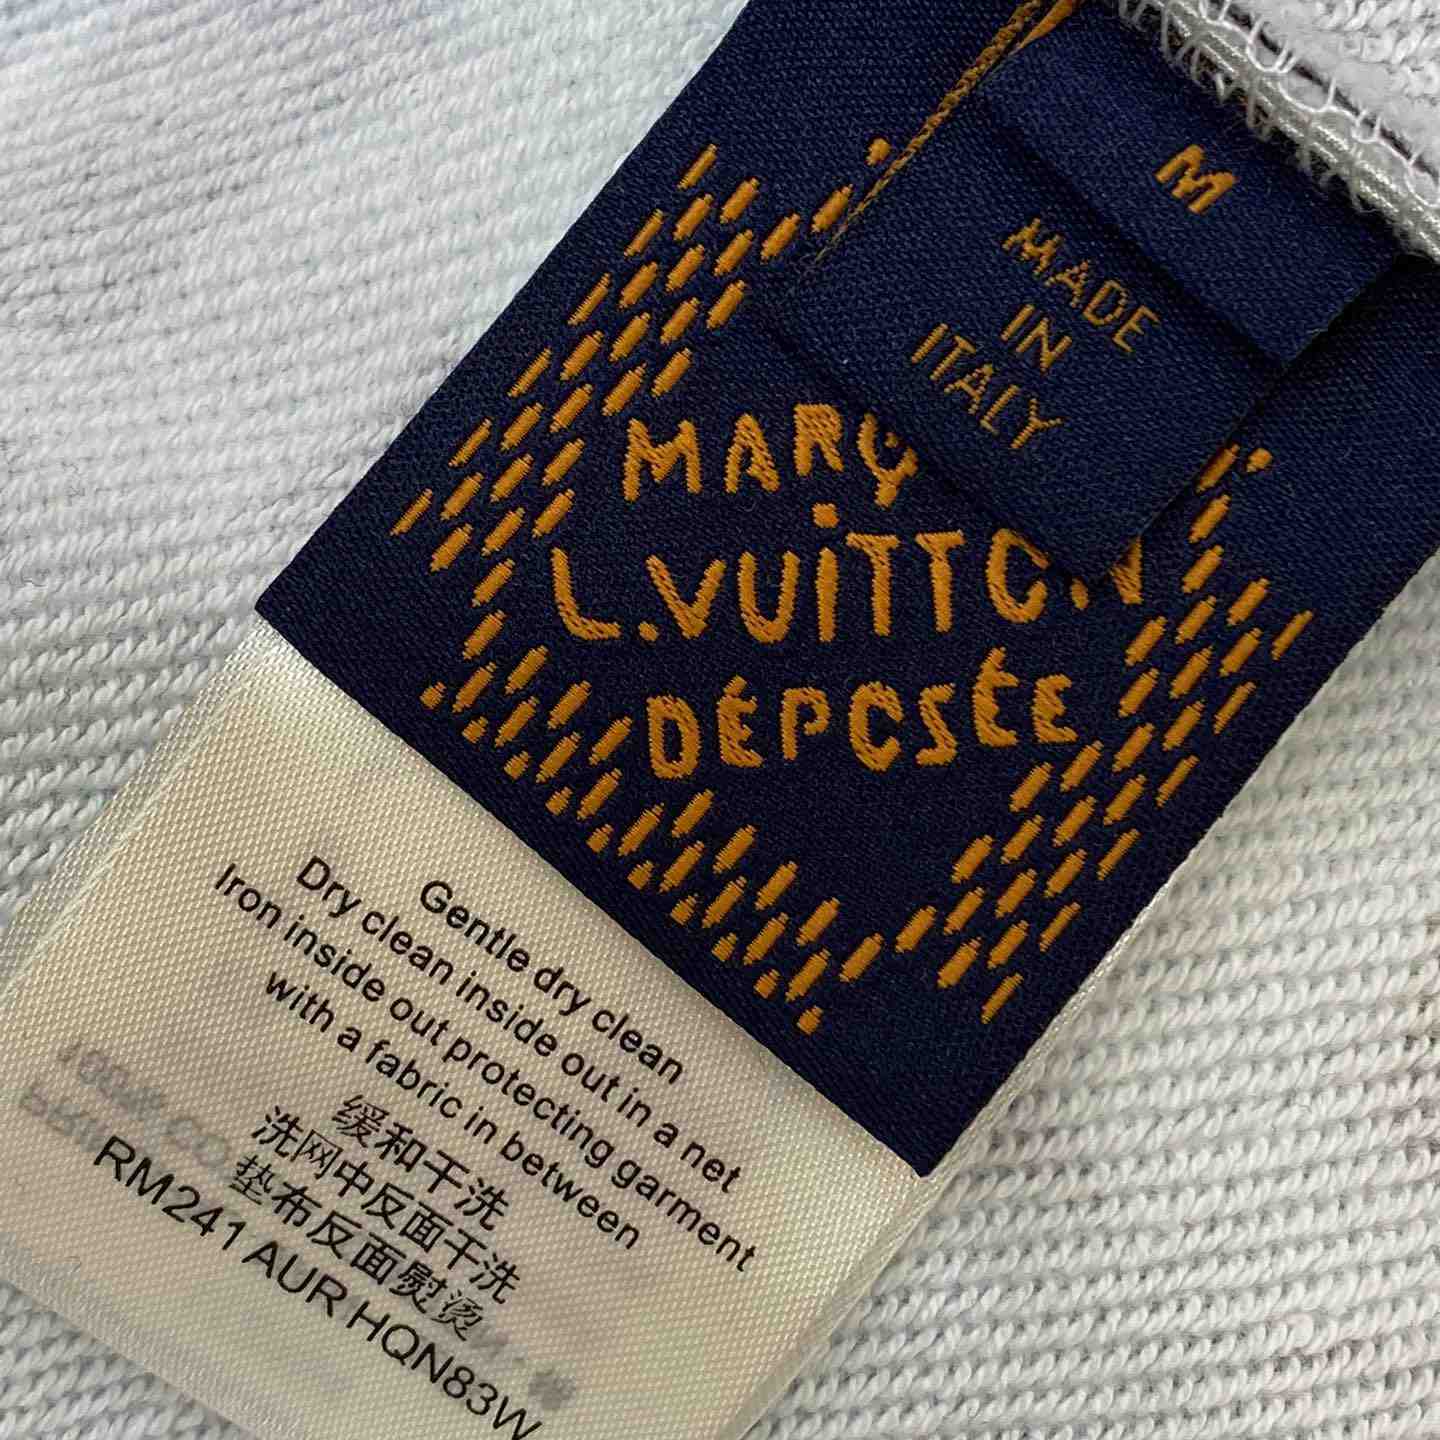 M
MADE
IN
ITALY
MARQ
L.VUITTON
DÉPOSÉE
Gentle dry clean
Dry clean inside out in a net
Iron inside out protecting garment
with a fabric in between
缓和干洗
洗网中反面干洗
垫布反面熨烫
RM241 AUR HQN83W